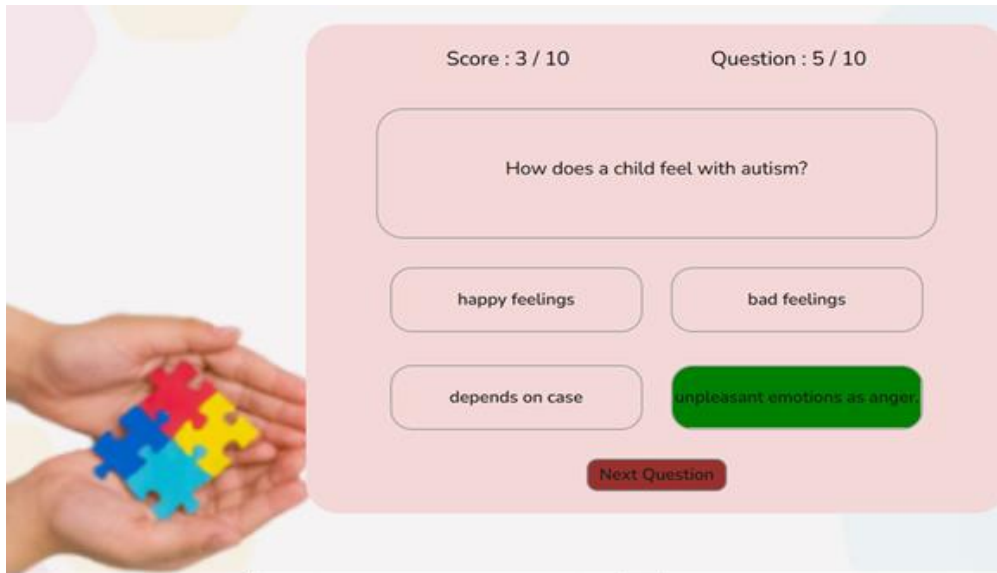 Score : 3 / 10
Question : 5 / 10
How does a child feel with autism?
happy feelings
bad feelings
depends on case
unpleasant emotions as anger.
Next Question